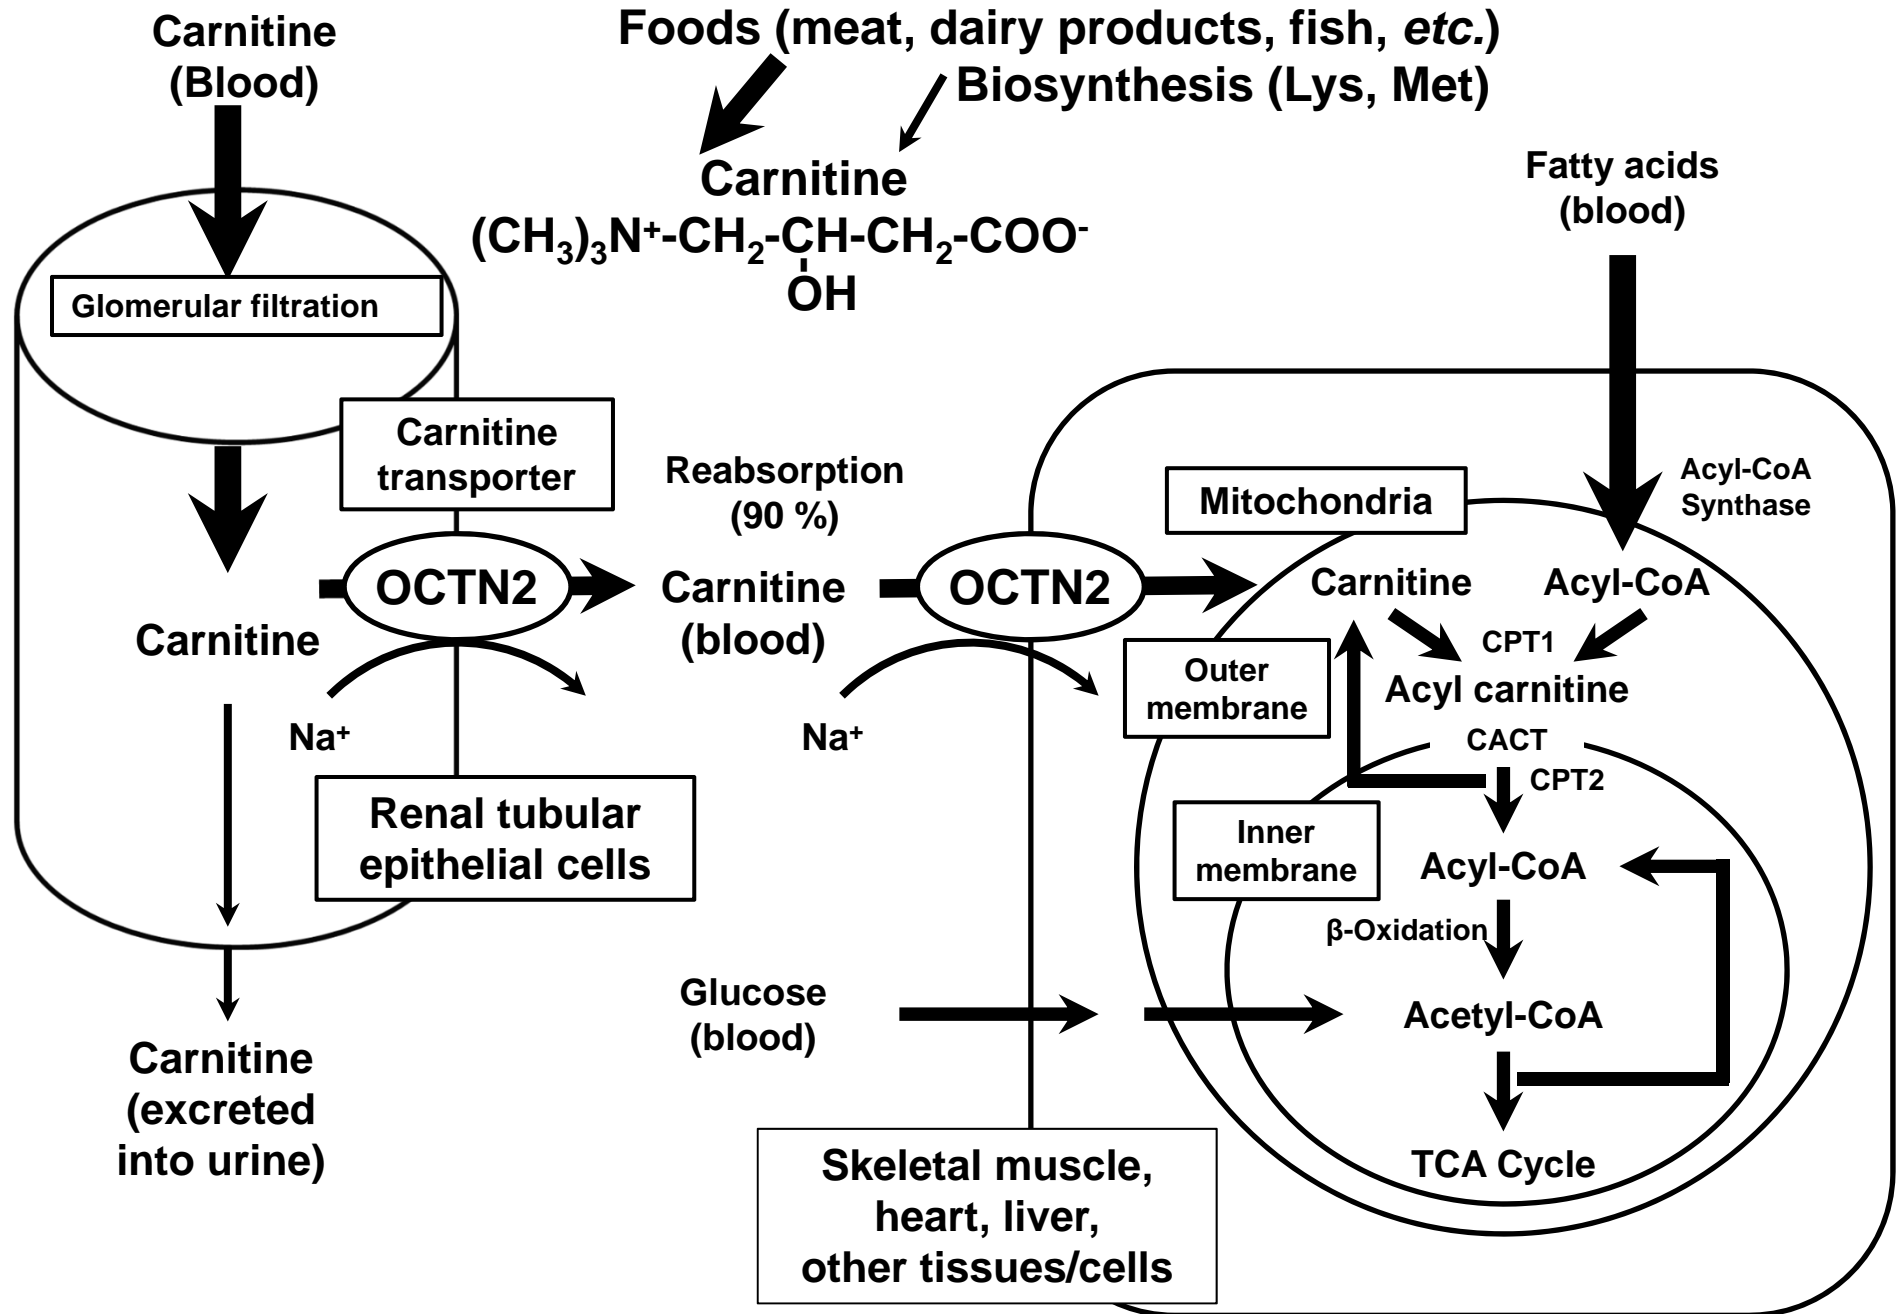 Carnitine
(Blood)
Foods (meat, dairy products, fish, etc.)
Biosynthesis (Lys, Met)
Carnitine
(CH3)3N+-CH2-CH-CH2-COO-
OH
Fatty acids
(blood)
Glomerular filtration
Carnitine
transporter
Reabsorption
(90 %)
Mitochondria
Acyl-CoA
Synthase
OCTN2
Carnitine
(blood)
OCTN2
Carnitine
Acyl-CoA
Carnitine
CPT1
Outer
membrane
Acyl carnitine
Na+
Na+
CACT
CPT2
Renal tubular
epithelial cells
Inner
membrane
Acyl-CoA
β-Oxidation
Glucose
(blood)
Acetyl-CoA
Carnitine
(excreted
into urine)
Skeletal muscle,
heart, liver,
other tissues/cells
TCA Cycle